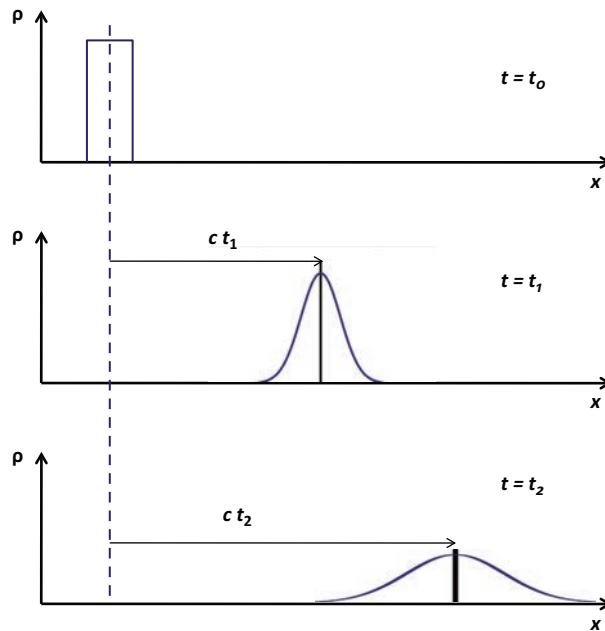 ρ
t = tₒ
x
ρ
c t₁
t = t₁
x
ρ
t = t₂
c t₂
x